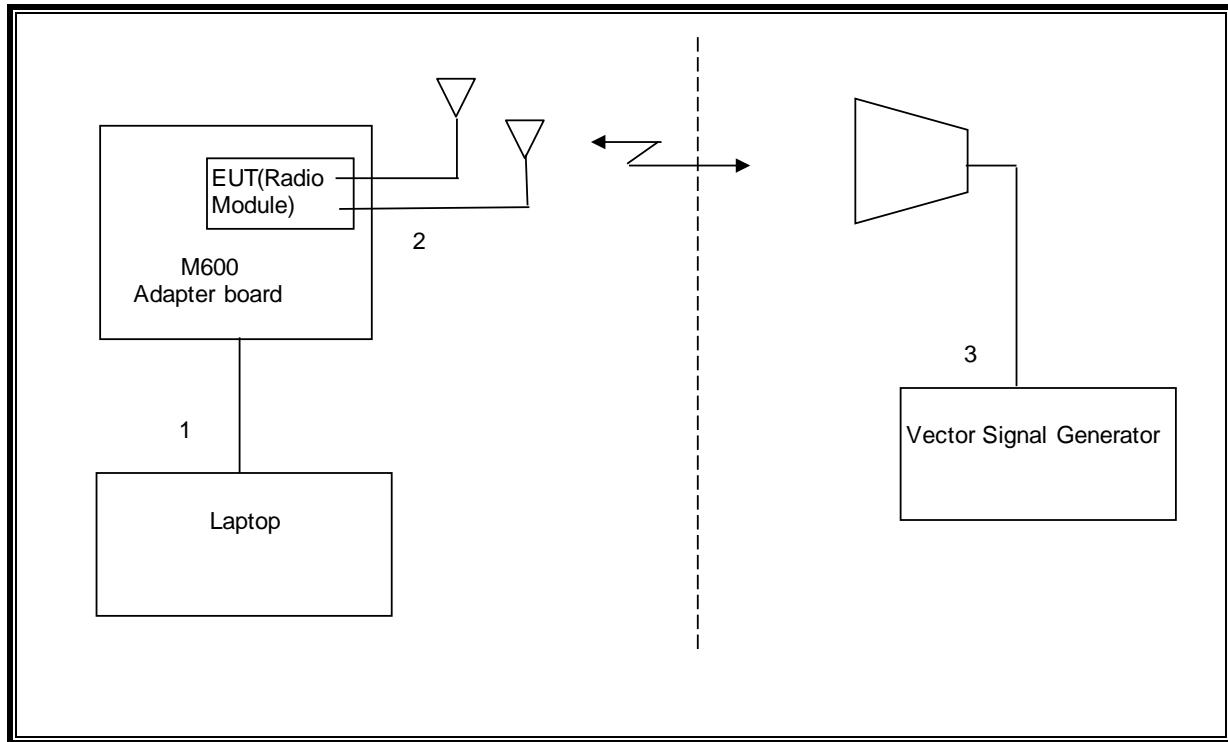 EUT(Radio
Module)
2
M600
Adapter board
3
1
Vector Signal Generator
Laptop